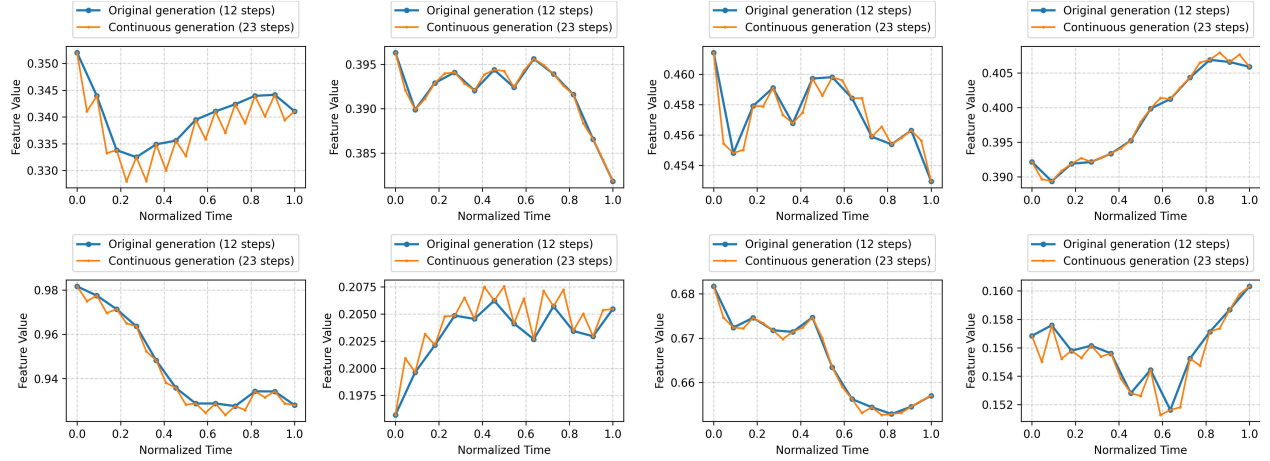 Original generation (12 steps)
Continuous generation (23 steps)
Feature Value
0.350
0.345
0.340
0.335
0.330
0.0 0.2 0.4 0.6 0.8 1.0
Normalized Time
Original generation (12 steps)
Continuous generation (23 steps)
Feature Value
0.395
0.390
0.385
0.0 0.2 0.4 0.6 0.8 1.0
Normalized Time
Original generation (12 steps)
Continuous generation (23 steps)
Feature Value
0.460
0.458
0.456
0.454
0.0 0.2 0.4 0.6 0.8 1.0
Normalized Time
Original generation (12 steps)
Continuous generation (23 steps)
Feature Value
0.405
0.400
0.395
0.390
0.0 0.2 0.4 0.6 0.8 1.0
Normalized Time
Original generation (12 steps)
Continuous generation (23 steps)
Feature Value
0.98
0.96
0.94
0.0 0.2 0.4 0.6 0.8 1.0
Normalized Time
Original generation (12 steps)
Continuous generation (23 steps)
Feature Value
0.2075
0.2050
0.2025
0.2000
0.1975
0.0 0.2 0.4 0.6 0.8 1.0
Normalized Time
Original generation (12 steps)
Continuous generation (23 steps)
Feature Value
0.68
0.67
0.66
0.0 0.2 0.4 0.6 0.8 1.0
Normalized Time
Original generation (12 steps)
Continuous generation (23 steps)
Feature Value
0.160
0.158
0.156
0.154
0.152
0.0 0.2 0.4 0.6 0.8 1.0
Normalized Time